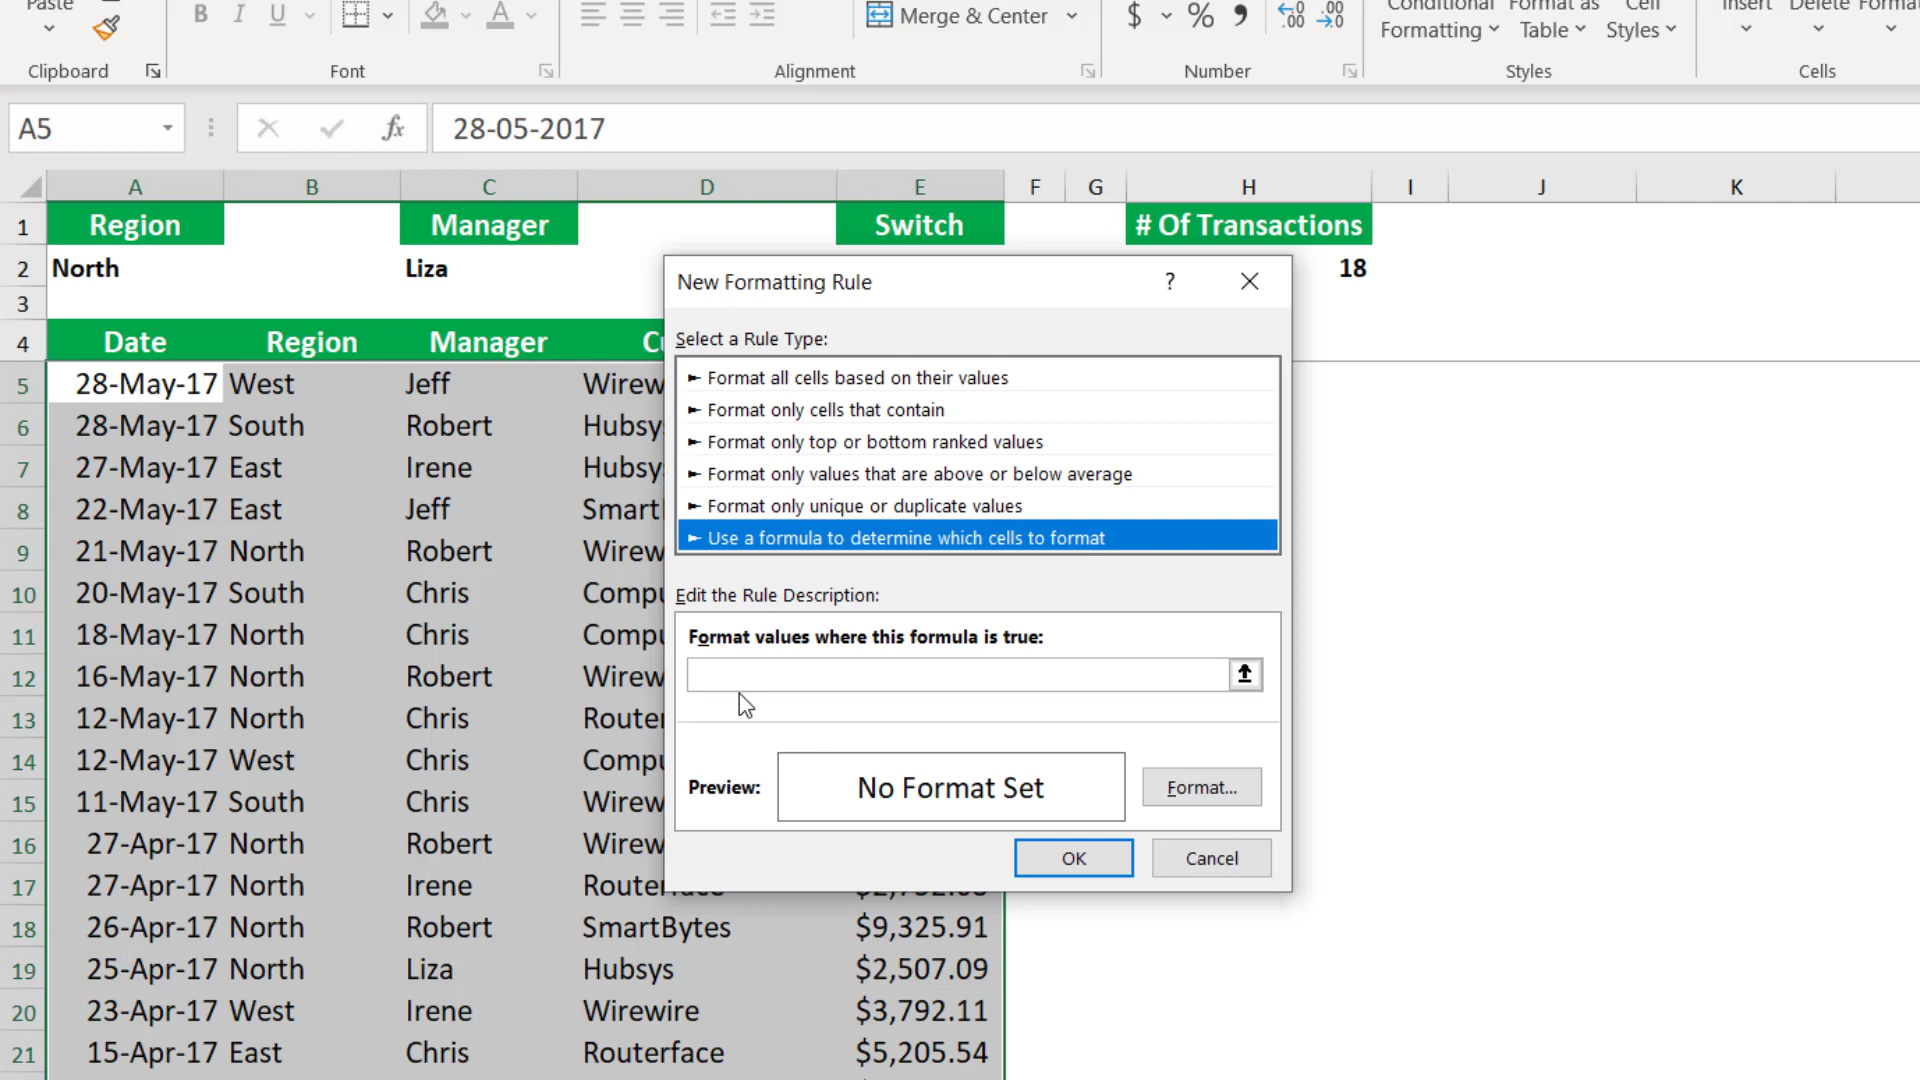 Paste
B I U
A
Merge & Center
$ % 9
.00
.00
Conditional Formatting
Format as Table
Cell Styles
Insert Delete Format
Clipboard Font Alignment Number Styles Cells
A5 fx 28-05-2017
A B C D E F G H I J K
1 Region Manager Switch # Of Transactions
2 North Liza 18
3
4 Date Region Manager
5 28-May-17 West Jeff Wirew
6 28-May-17 South Robert Hubsy
7 27-May-17 East Irene Hubsy
8 22-May-17 East Jeff Smart
9 21-May-17 North Robert Wirew
10 20-May-17 South Chris Compu
11 18-May-17 North Chris Compu
12 16-May-17 North Robert Wirew
13 12-May-17 North Chris Router
14 12-May-17 West Chris Compu
15 11-May-17 South Chris Wirew
16 27-Apr-17 North Robert Wirew
17 27-Apr-17 North Irene Routerface
18 26-Apr-17 North Robert SmartBytes $9,325.91
19 25-Apr-17 North Liza Hubsys $2,507.09
20 23-Apr-17 West Irene Wirewire $3,792.11
21 15-Apr-17 East Chris Routerface $5,205.54
New Formatting Rule ?
Select a Rule Type:
► Format all cells based on their values
► Format only cells that contain
► Format only top or bottom ranked values
► Format only values that are above or below average
► Format only unique or duplicate values
► Use a formula to determine which cells to format
Edit the Rule Description:
Format values where this formula is true:
Preview: No Format Set Format...
OK Cancel